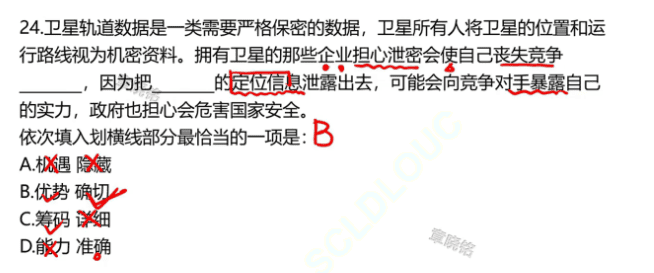 24.卫星轨道数据是一类需要严格保密的数据，卫星所有人将卫星的位置和运
行路线视为机密资料。拥有卫星的那些企业担心泄密会使自己丧失竞争
_______，因为把_______的定位信息泄露出去，可能会向竞争对手暴露自己
的实力，政府也担心会危害国家安全。
依次填入划横线部分最恰当的一项是：B
A.机遇 隐藏
B.优势 确切
C.筹码 详细
D.能力 准确
SCLDLOUC
袁晓铭